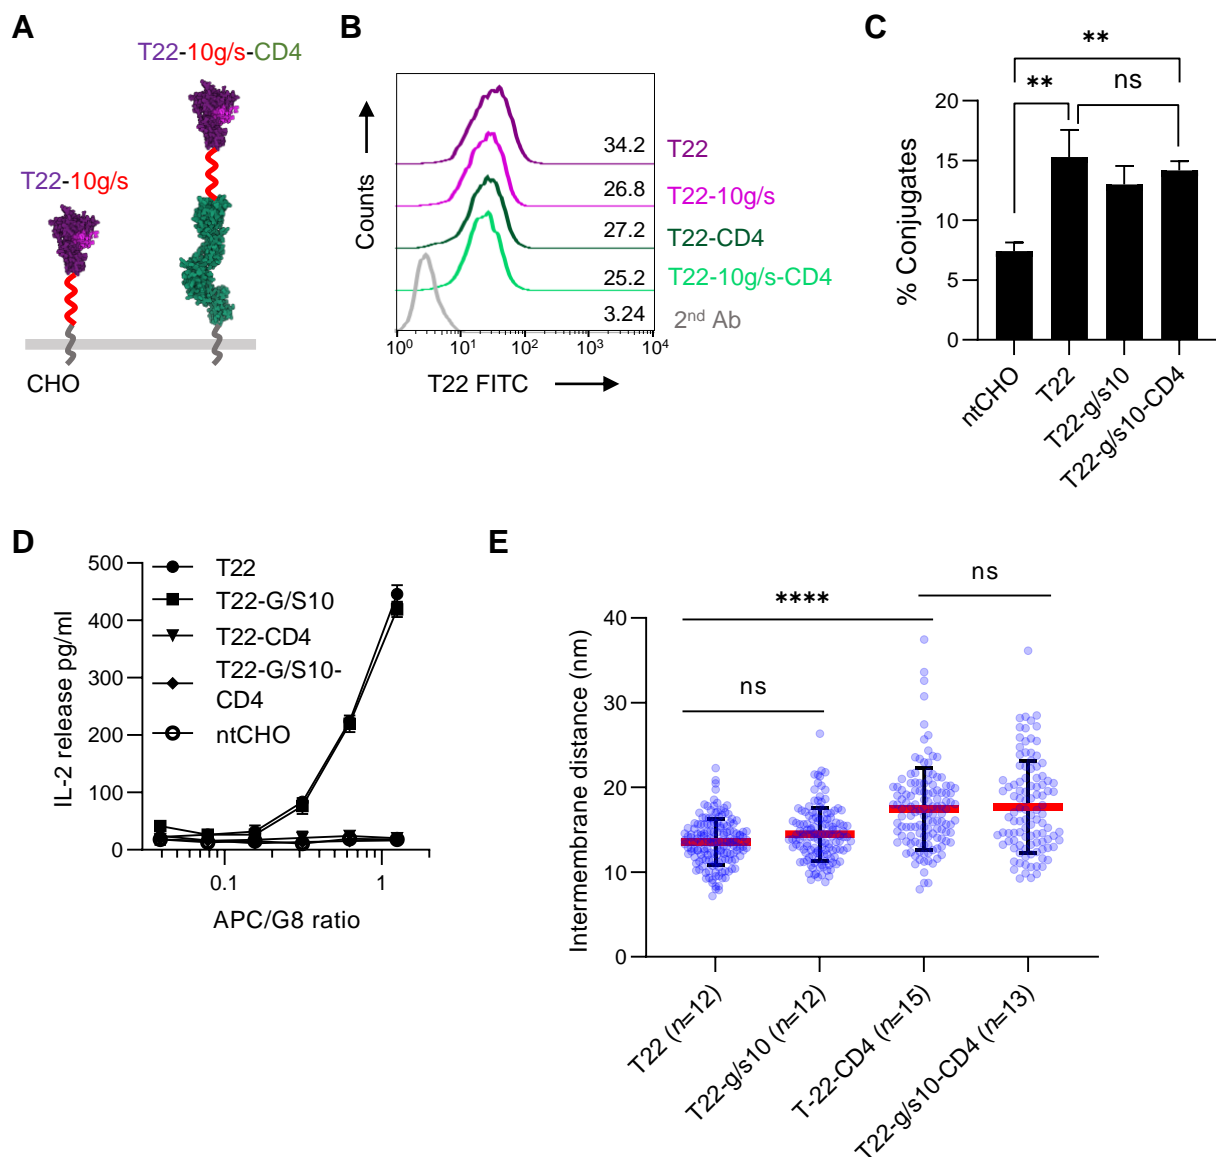 A
T22-10g/s-CD4
T22-10g/s
CHO
B
Counts
34.2 T22
26.8 T22-10g/s
27.2 T22-CD4
25.2 T22-10g/s-CD4
3.24 2nd Ab
10^0 10^1 10^2 10^3 10^4
T22 FITC
C
**
** ns
% Conjugates
20
15
10
5
0
ntCHO
T22
T22-g/s10
T22-g/s10-CD4
D
IL-2 release pg/ml
500
400
300
200
100
0
T22
T22-G/S10
T22-CD4
T22-G/S10-
CD4
ntCHO
0.1 1
APC/G8 ratio
E
ns
****
ns
Intermembrane distance (nm)
40
30
20
10
0
T22 (n=12)
T22-g/s10 (n=12)
T-22-CD4 (n=15)
T22-g/s10-CD4 (n=13)